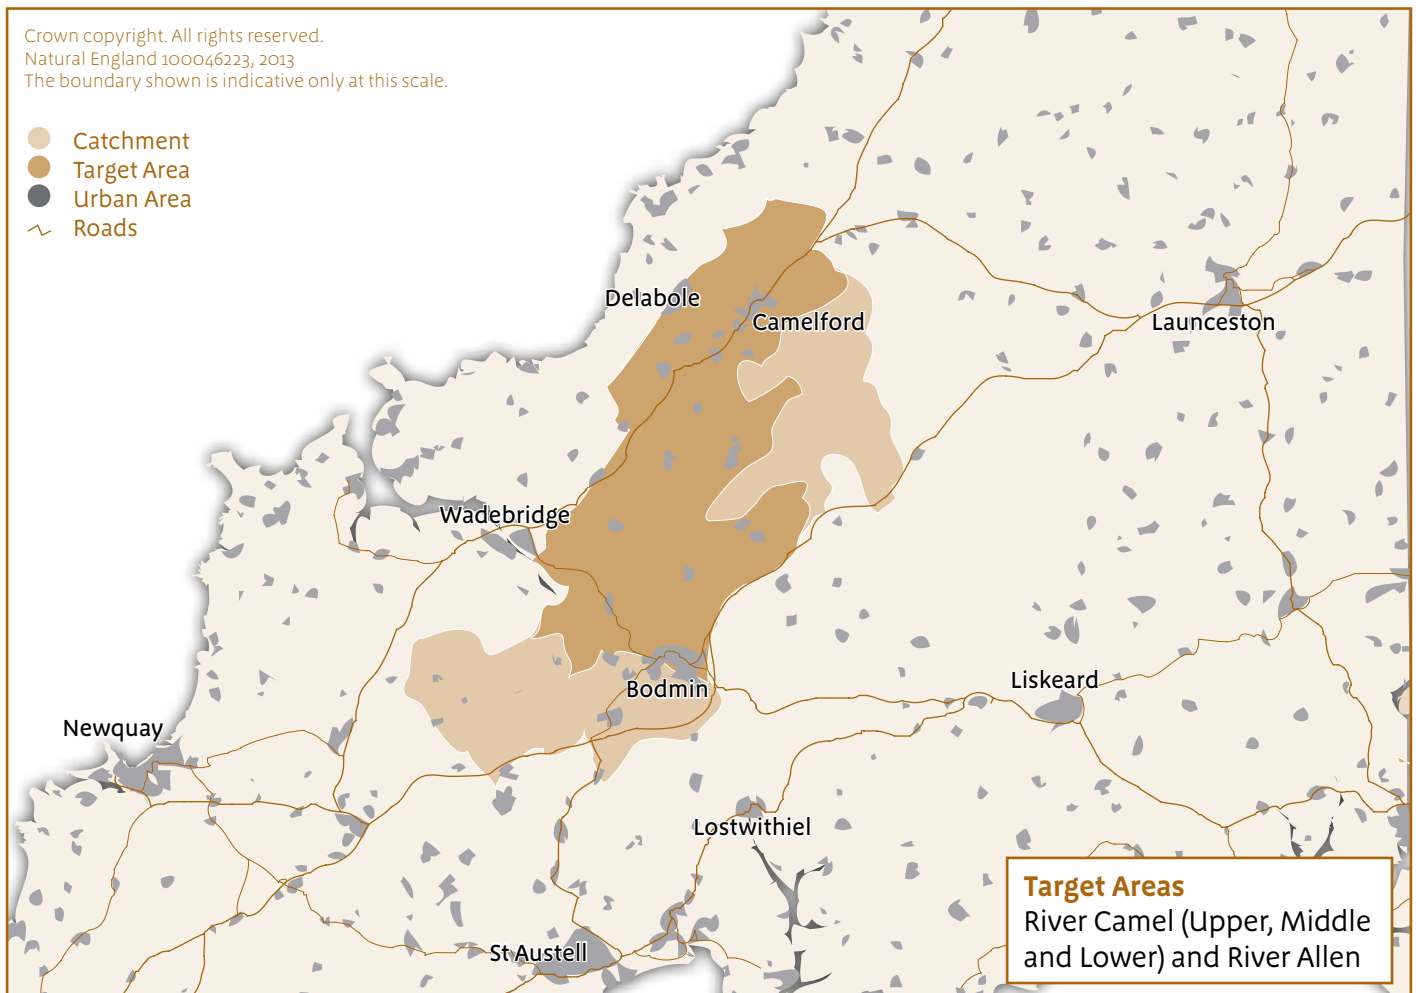 Crown copyright. All rights reserved.
Natural England 100046223, 2013
The boundary shown is indicative only at this scale.
Catchment
Target Area
Urban Area
Roads
Delabole
Camelford
Launceston
Wadebridge
Liskeard
Bodmin
Newquay
Lostwithiel
St Austell
Target Areas
River Camel (Upper, Middle
and Lower) and River Allen